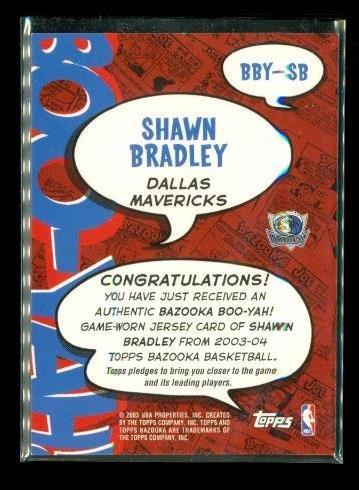 BBY-SB
SHAWN
BRADLEY
DALLAS
MAVERICKS
CONGRATULATIONS!
YOU HAVE JUST RECEIVED AN
AUTHENTIC BAZOOKA BOO-YAH!
GAME-WORN JERSEY CARD OF SHAWN
BRADLEY FROM 2003-04
TOPPS BAZOOKA BASKETBALL.
Topps pledges to bring you closer to the game
and its leading players.
© 2003 NBA PROPERTIES, INC. CREATED
BY THE TOPPS COMPANY, INC. TOPPS AND
TOPPS BAZOOKA ARE TRADEMARKS OF
THE TOPPS COMPANY, INC.
TOPPS
NBA
BOO-YAH!